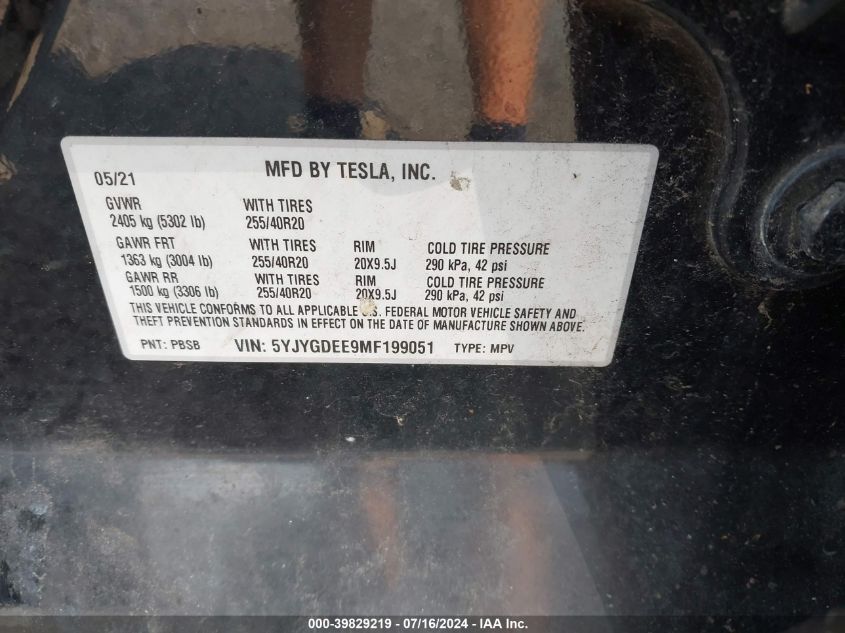 05/21 MFD BY TESLA, INC.
GVWR WITH TIRES
2405 kg (5302 lb) 255/40R20
GAWR FRT WITH TIRES RIM COLD TIRE PRESSURE
1363 kg (3004 lb) 255/40R20 20X9.5J 290 kPa, 42 psi
GAWR RR WITH TIRES RIM COLD TIRE PRESSURE
1500 kg (3306 lb) 255/40R20 20X9.5J 290 kPa, 42 psi
THIS VEHICLE CONFORMS TO ALL APPLICABLE U.S. FEDERAL MOTOR VEHICLE SAFETY AND
THEFT PREVENTION STANDARDS IN EFFECT ON THE DATE OF MANUFACTURE SHOWN ABOVE.
PNT: PBSB VIN: 5YJYGDEE9MF199051 TYPE: MPV
000-39829219 - 07/16/2024 - IAA Inc.